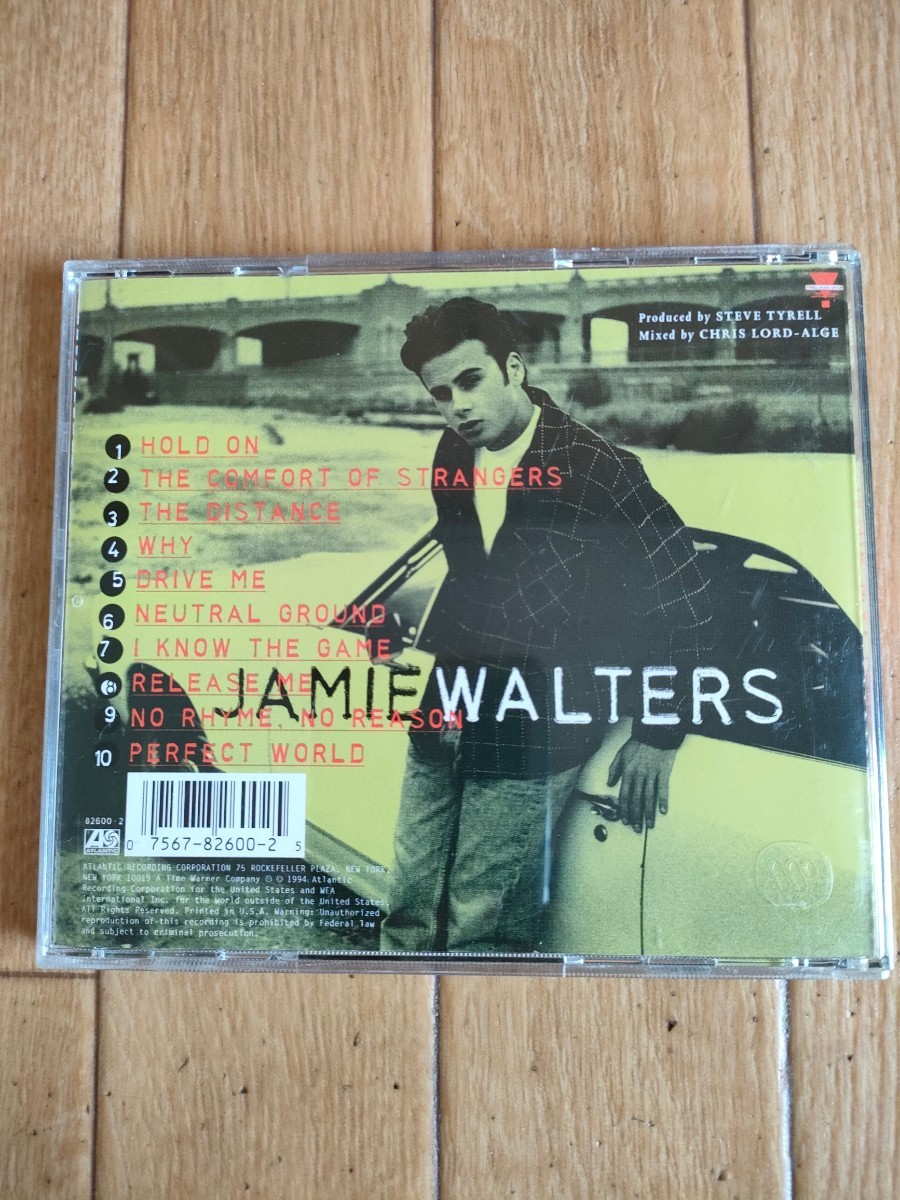 Produced by STEVE TYRELL
Mixed by CHRIS LORD-ALGE
1 HOLD ON
2 THE COMFORT OF STRANGERS
3 THE DISTANCE
4 WHY
5 DRIVE ME
6 NEUTRAL GROUND
7 I KNOW THE GAME
8 RELEASE ME
JAMIE WALTERS
9 NO RHYME, NO REASON
10 PERFECT WORLD
82600-2
ATLANTIC
0 7567-82600-2 5
ATLANTIC RECORDING CORPORATION 75 ROCKEFELLER PLAZA, NEW YORK,
NEW YORK 10019 A Time Warner Company © ℗ 1994 Atlantic
Recording Corporation for the United States and WEA
International Inc. for the world outside of the United States.
All Rights Reserved. Printed in U.S.A. Warning: Unauthorized
reproduction of this recording is prohibited by Federal law
and subject to criminal prosecution.